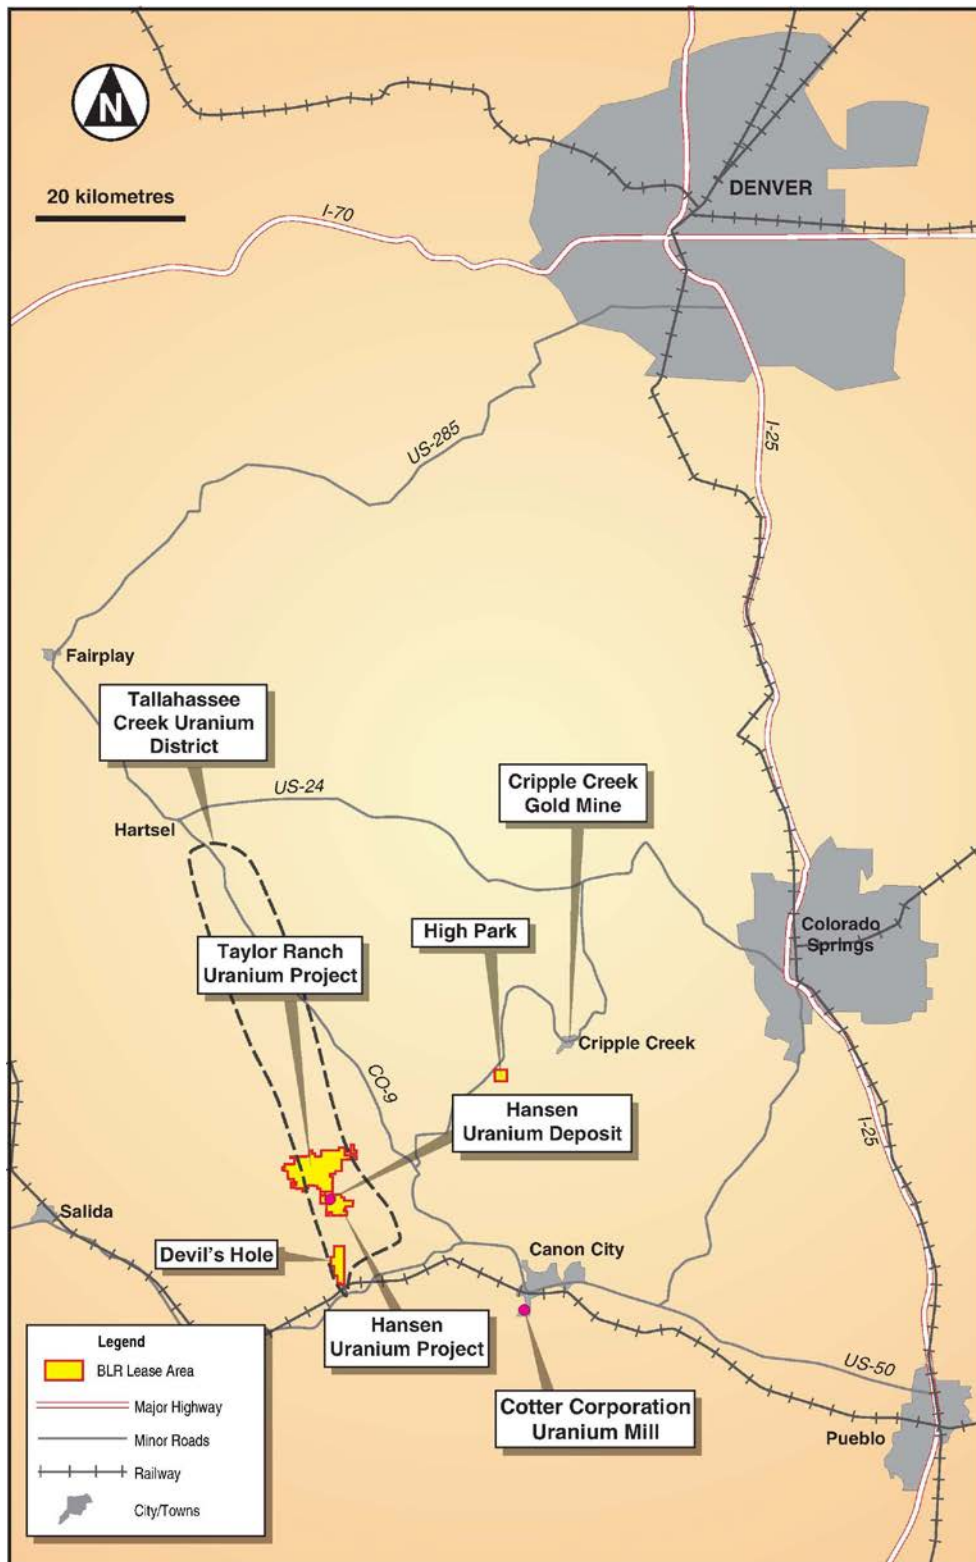 N
20 kilometres
DENVER
I-70
I-25
US-285
Fairplay
Tallahassee
Creek Uranium
District
US-24
Cripple Creek
Gold Mine
Hartsel
High Park
Taylor Ranch
Uranium Project
Colorado
Springs
Cripple Creek
CO-9
Hansen
Uranium Deposit
I-25
Salida
Devil's Hole
Canon City
Hansen
Uranium Project
US-50
Cotter Corporation
Uranium Mill
Pueblo
Legend
BLR Lease Area
Major Highway
Minor Roads
Railway
City/Towns